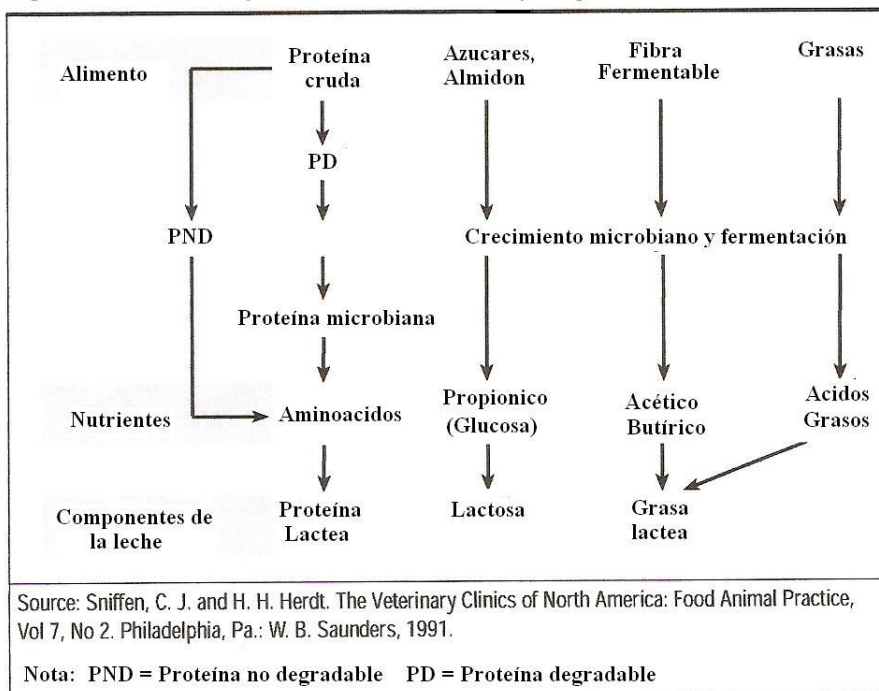 Alimento
Proteína
cruda
Azucares,
Almidon
Fibra
Fermentable
Grasas
PD
PND
Crecimiento microbiano y fermentación
Proteína microbiana
Nutrientes
Aminoacidos
Propionico
(Glucosa)
Acético
Butírico
Acidos
Grasos
Componentes de
la leche
Proteína
Lactea
Lactosa
Grasa
lactea
Source: Sniffen, C. J. and H. H. Herdt. The Veterinary Clinics of North America: Food Animal Practice,
Vol 7, No 2. Philadelphia, Pa.: W. B. Saunders, 1991.
Nota: PND = Proteína no degradable PD = Proteína degradable